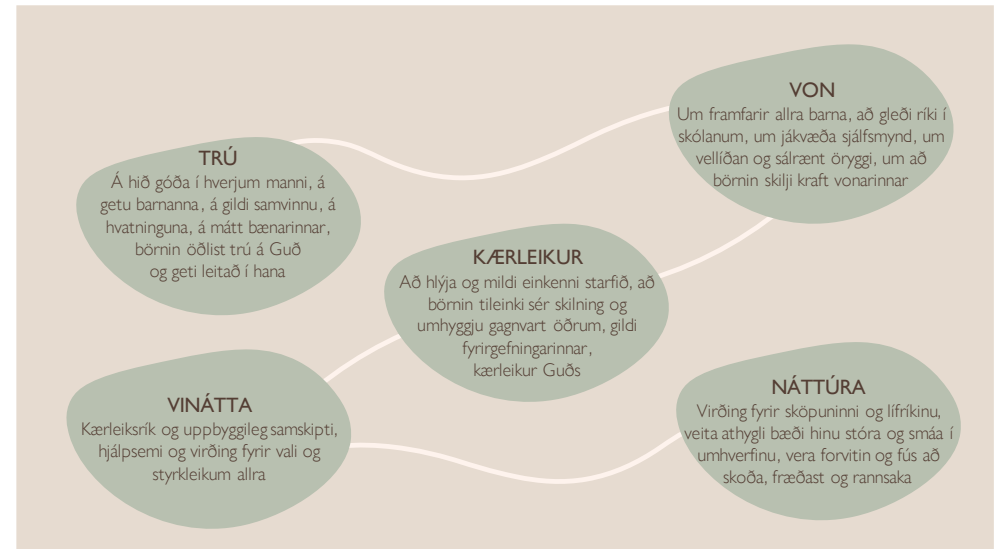 TRÚ
Á hið góða í hverjum manni, á
getu barnanna, á gildi samvinnu, á
hvatninguna, á mátt bænarinnar,
börnin öðlist trú á Guð
og geti leitað í hana
VON
Um framfarir allra barna, að gleði ríki í
skólanum, um jákvæða sjálfsmynd, um
vellíðan og sálrænt öryggi, um að
börnin skilji kraft vonarinnar
KÆRLEIKUR
Að hlýja og mildi einkenni starfið, að
börnin tileinki sér skilning og
umhyggju gagnvart öðrum, gildi
fyrirgefningarinnar,
kærleikur Guðs
VINÁTTA
Kærleiksrík og uppbyggileg samskipti,
hjálpsemi og virðing fyrir vali og
styrkleikum allra
NÁTTÚRA
Virðing fyrir sköpuninni og lífríkinu,
veita athygli bæði hinu stóra og smáa í
umhverfinu, vera forvitin og fús að
skoða, fræðast og rannsaka